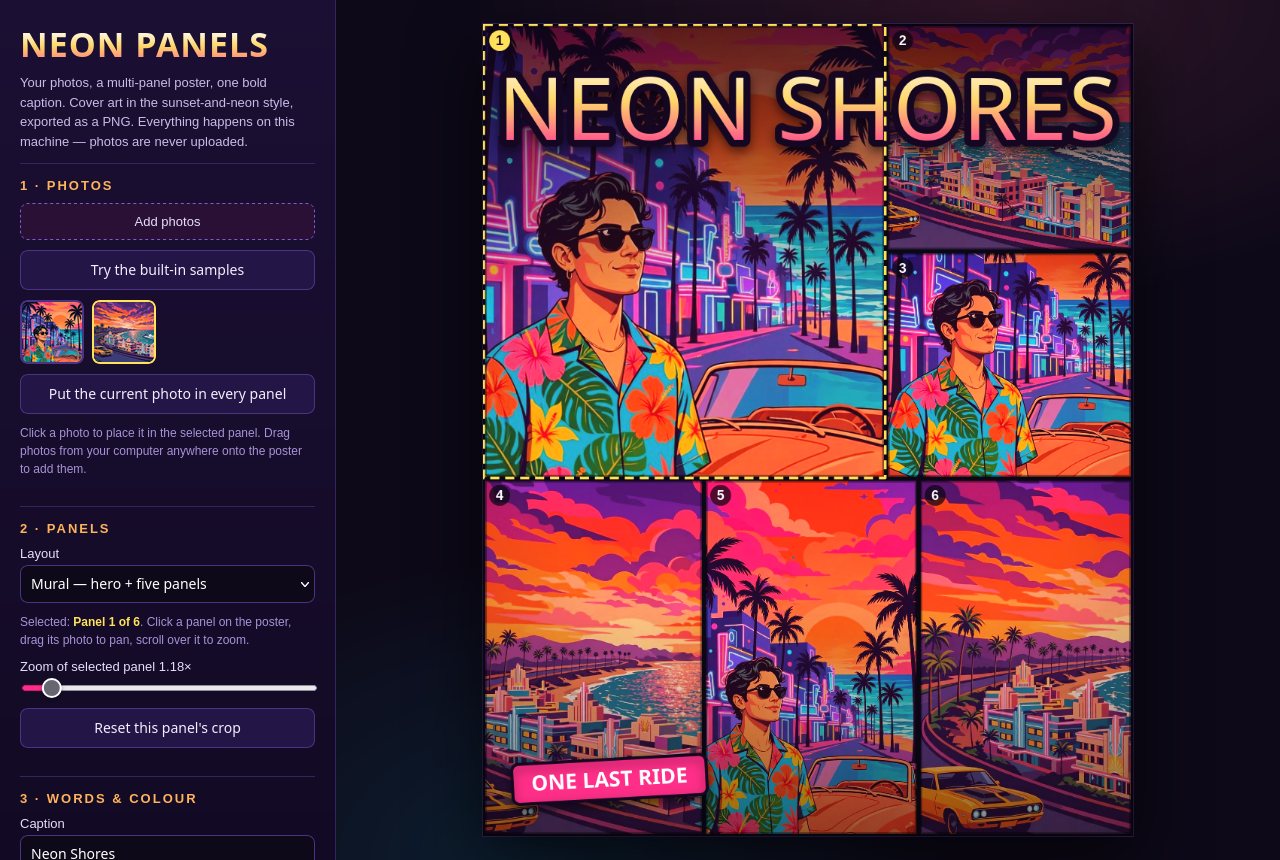 NEON PANELS
Your photos, a multi-panel poster, one bold
caption. Cover art in the sunset-and-neon style,
exported as a PNG. Everything happens on this
machine — photos are never uploaded.
1 · PHOTOS
Add photos
Try the built-in samples
Put the current photo in every panel
Click a photo to place it in the selected panel. Drag
photos from your computer anywhere onto the poster
to add them.
2 · PANELS
Layout
Mural — hero + five panels
Selected: Panel 1 of 6. Click a panel on the poster,
drag its photo to pan, scroll over it to zoom.
Zoom of selected panel 1.18×
Reset this panel's crop
3 · WORDS & COLOUR
Caption
Neon Shores
1
2
NEON SHORES
3
4
5
6
ONE LAST RIDE